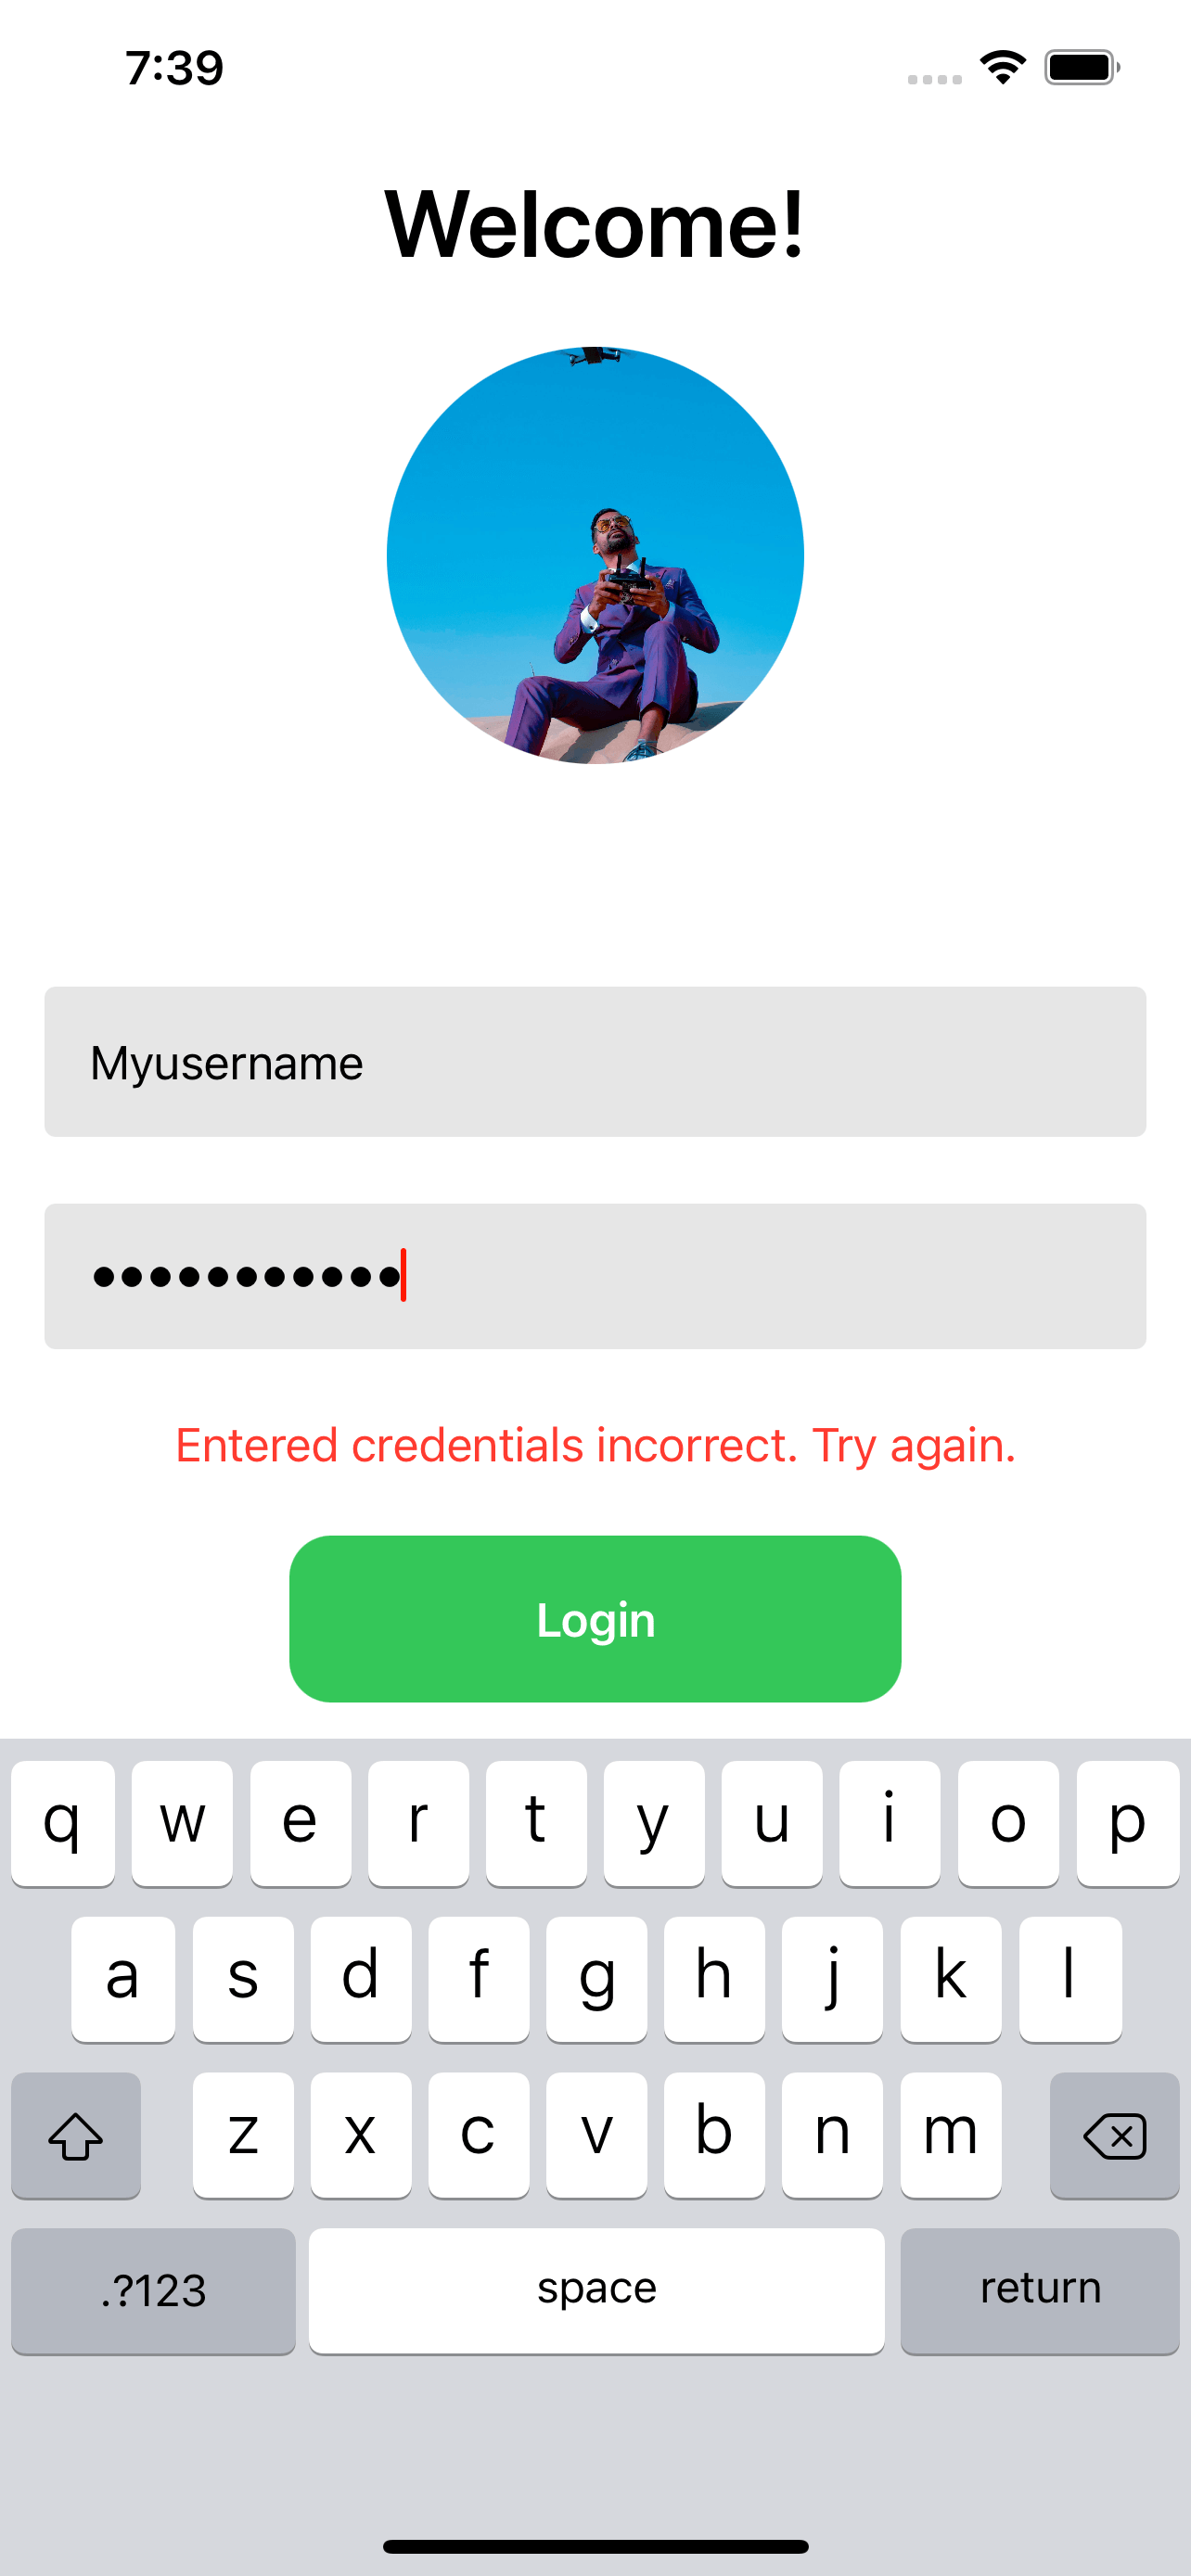 7:39
Welcome!
Myusername
•••••••••••
Entered credentials incorrect. Try again.
Login
q w e r t y u i o p
a s d f g h j k l
z x c v b n m
.?123 space return